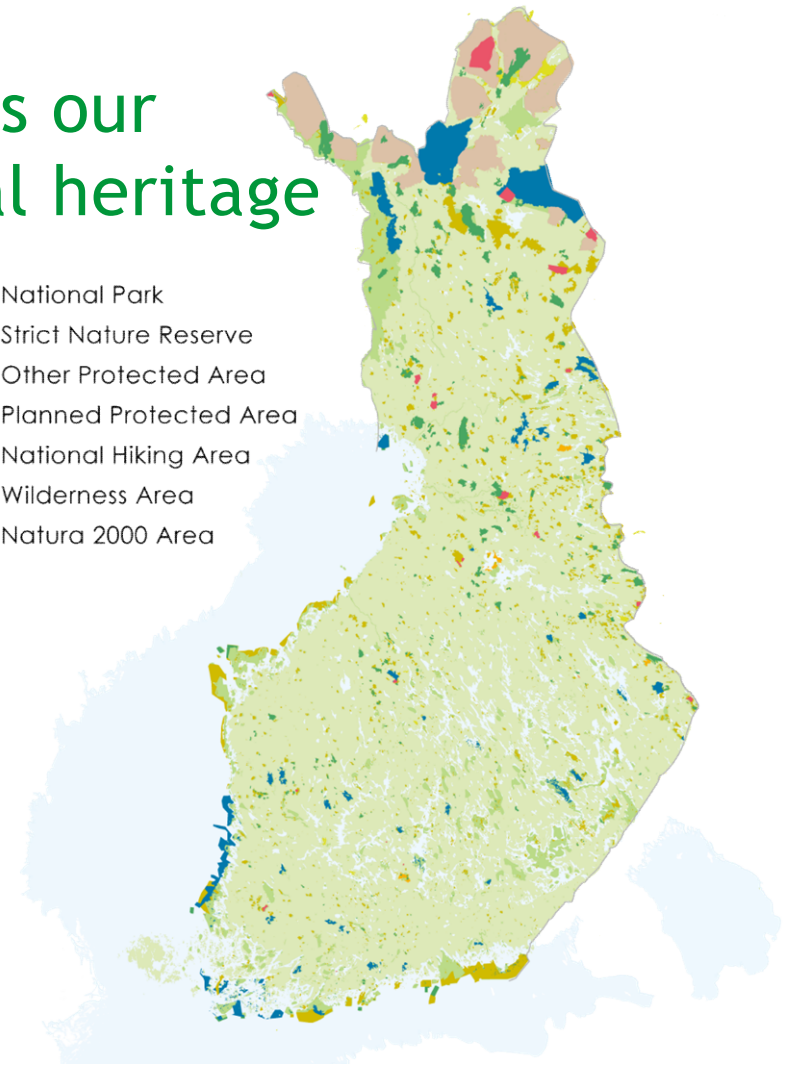 s our
al heritage
National Park
Strict Nature Reserve
Other Protected Area
Planned Protected Area
National Hiking Area
Wilderness Area
Natura 2000 Area